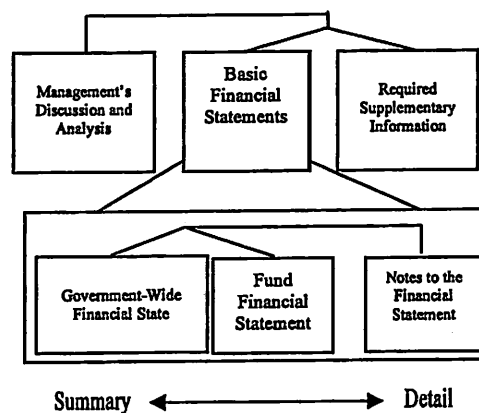 Management's
Discussion and
Analysis
Basic
Financial
Statements
Required
Supplementary
Information
Government-Wide
Financial State
Fund
Financial
Statement
Notes to the
Financial
Statement
Summary
Detail